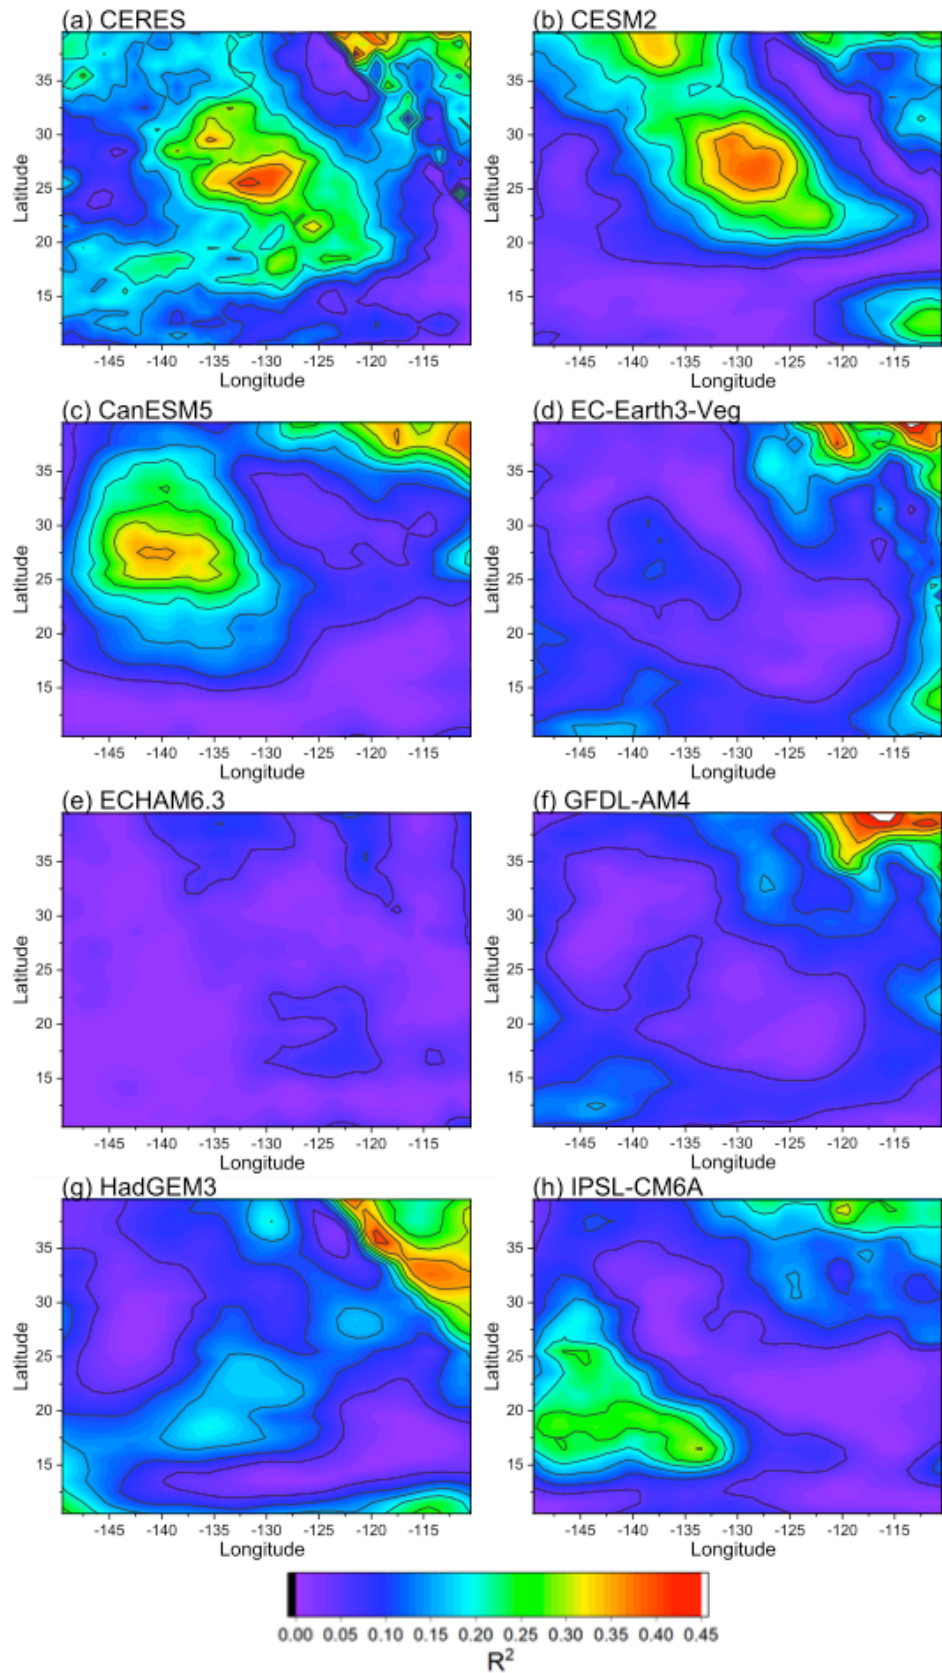 (a) CERES
(b) CESM2
35
30
25
20
15
Latitude
-145 -140 -135 -130 -125 -120 -115
Longitude
35
30
25
20
15
Latitude
-145 -140 -135 -130 -125 -120 -115
Longitude
(c) CanESM5
(d) EC-Earth3-Veg
35
30
25
20
15
Latitude
-145 -140 -135 -130 -125 -120 -115
Longitude
35
30
25
20
15
Latitude
-145 -140 -135 -130 -125 -120 -115
Longitude
(e) ECHAM6.3
(f) GFDL-AM4
35
30
25
20
15
Latitude
-145 -140 -135 -130 -125 -120 -115
Longitude
35
30
25
20
15
Latitude
-145 -140 -135 -130 -125 -120 -115
Longitude
(g) HadGEM3
(h) IPSL-CM6A
35
30
25
20
15
Latitude
-145 -140 -135 -130 -125 -120 -115
Longitude
35
30
25
20
15
Latitude
-145 -140 -135 -130 -125 -120 -115
Longitude
0.00 0.05 0.10 0.15 0.20 0.25 0.30 0.35 0.40 0.45
R²